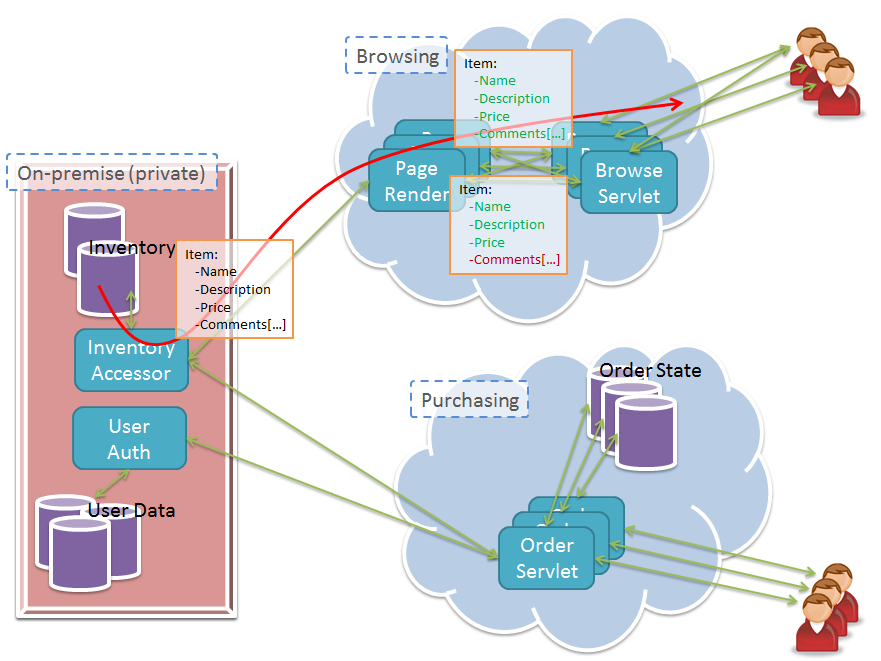 Browsing
Item:
-Name
-Description
-Price
-Comments[...]
Page
Render
Browse
Servlet
Item:
-Name
-Description
-Price
-Comments[...]
On-premise (private)
Inventory
Item:
-Name
-Description
-Price
-Comments[...]
Inventory
Accessor
User
Auth
User Data
Purchasing
Order State
Order
Servlet